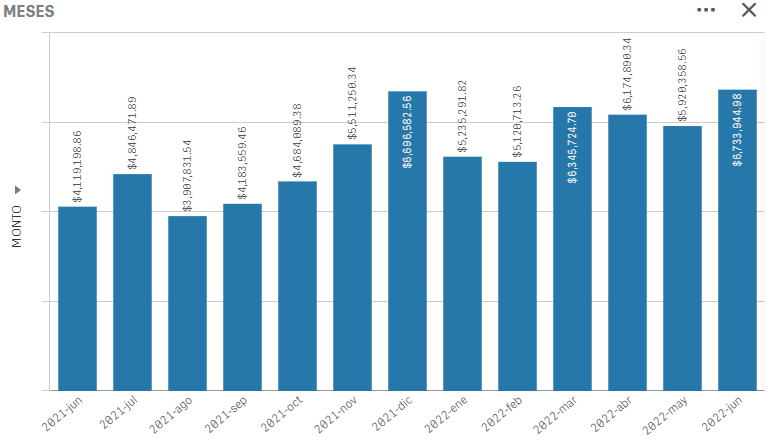 MESES
MONTO
$4,119,198.86
$4,846,471.89
$3,907,831.54
$4,183,559.46
$4,684,089.38
$5,511,250.34
$6,696,582.56
$5,235,291.82
$5,120,713.26
$6,345,724.70
$6,174,890.34
$5,920,358.56
$6,733,944.98
2021-jun
2021-jul
2021-ago
2021-sep
2021-oct
2021-nov
2021-dic
2022-ene
2022-feb
2022-mar
2022-abr
2022-may
2022-jun